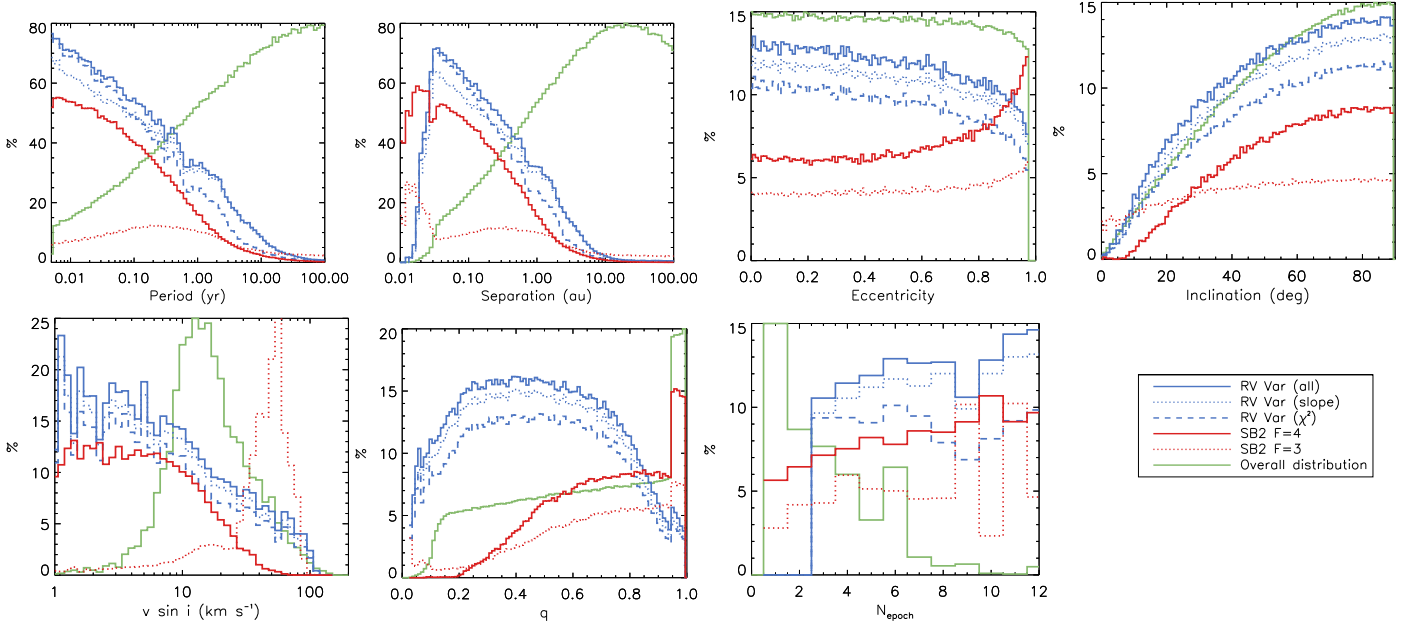 80
60
40
20
0
%
0.01 0.10 1.00 10.00 100.00
Period (yr)
80
60
40
20
0
%
0.01 0.10 1.00 10.00 100.00
Separation (au)
15
10
5
0
%
0.0 0.2 0.4 0.6 0.8 1.0
Eccentricity
15
10
5
0
%
0 20 40 60 80
Inclination (deg)
25
20
15
10
5
0
%
1 10 100
v sin i (km s⁻¹)
20
15
10
5
0
%
0.0 0.2 0.4 0.6 0.8 1.0
q
15
10
5
0
%
0 2 4 6 8 10 12
Nepoch
RV Var (all)
RV Var (slope)
RV Var (χ²)
SB2 F=4
SB2 F=3
Overall distribution